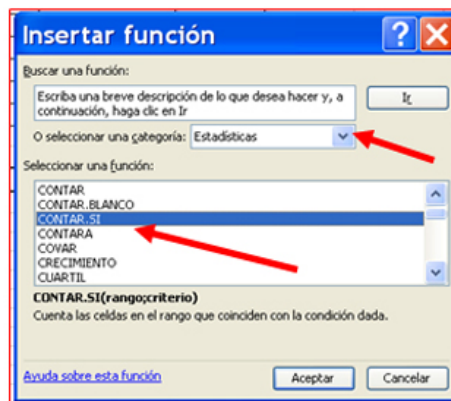 Insertar función
Buscar una función:
Escriba una breve descripción de lo que desea hacer y, a
continuación, haga clic en Ir
Ir
O seleccionar una categoría: Estadísticas
Seleccionar una función:
CONTAR
CONTAR.BLANCO
CONTAR.SI
CONTARA
COVAR
CRECIMIENTO
CUARTIL
CONTAR.SI(rango;criterio)
Cuenta las celdas en el rango que coinciden con la condición dada.
Ayuda sobre esta función
Aceptar
Cancelar